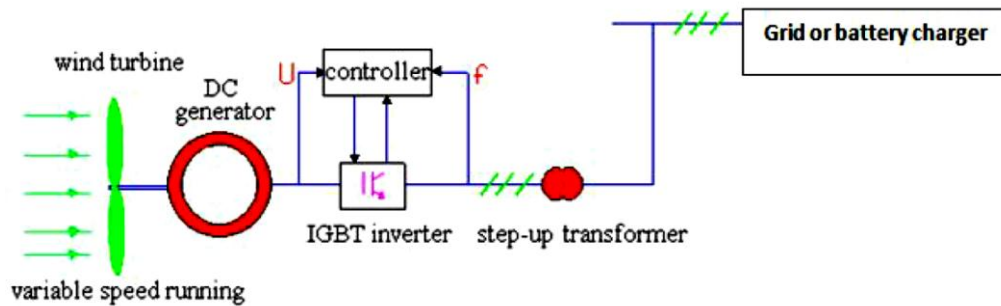 Grid or battery charger
wind turbine
DC
generator
U
controller
f
IGBT inverter
step-up transformer
variable speed running